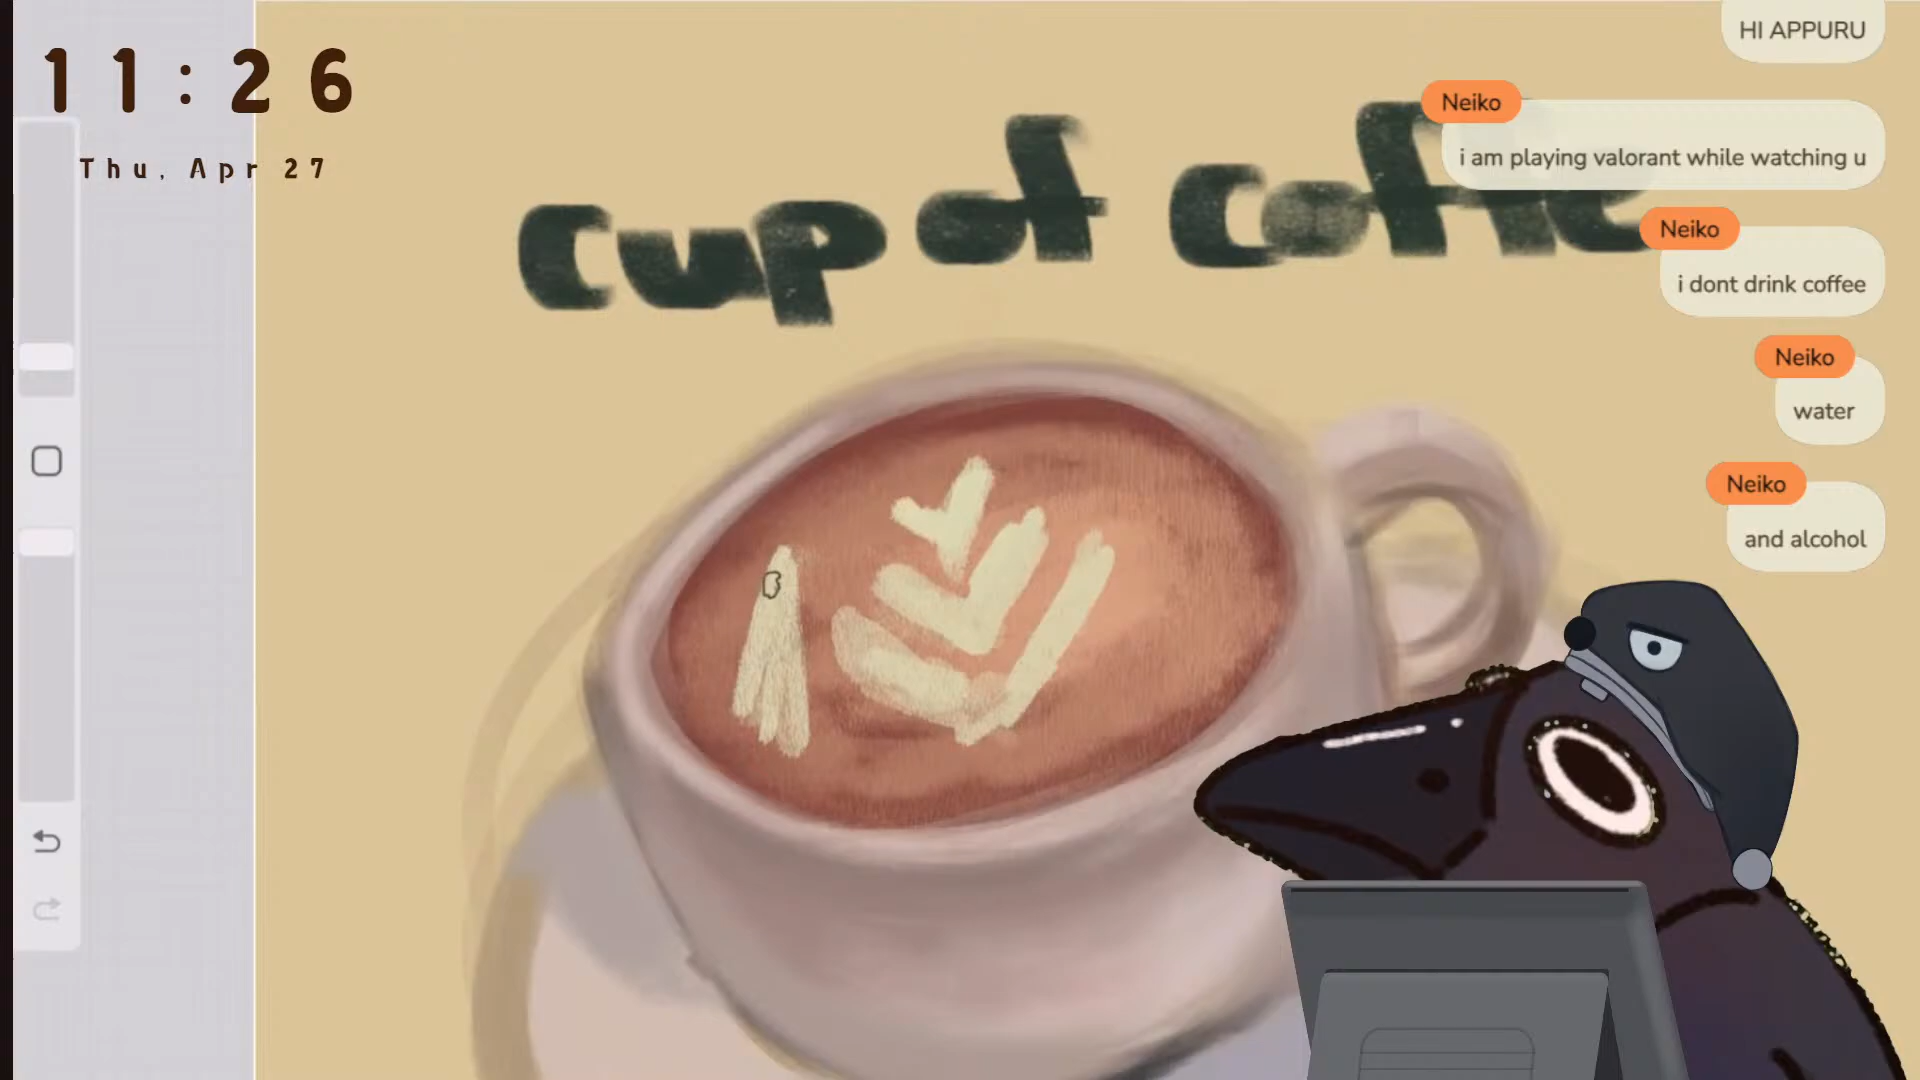 11:26
Thu, Apr 27
cup of coffe
HI APPURU
Neiko
i am playing valorant while watching u
Neiko
i dont drink coffee
Neiko
water
Neiko
and alcohol